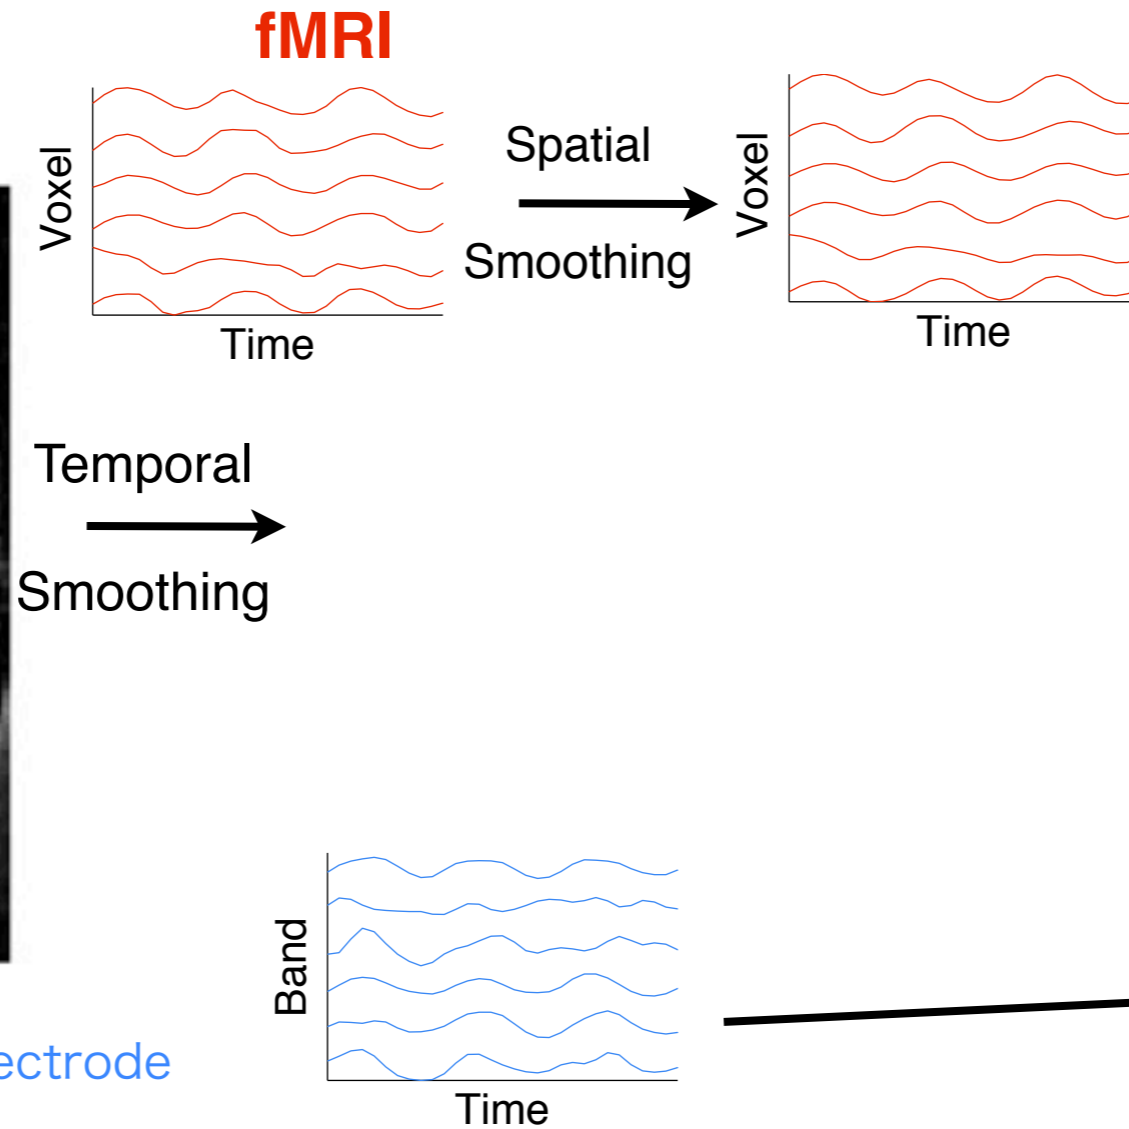 fMRI
Voxel
Time
Spatial
Smoothing
Voxel
Time
Temporal
Smoothing
Band
Time
ectrode